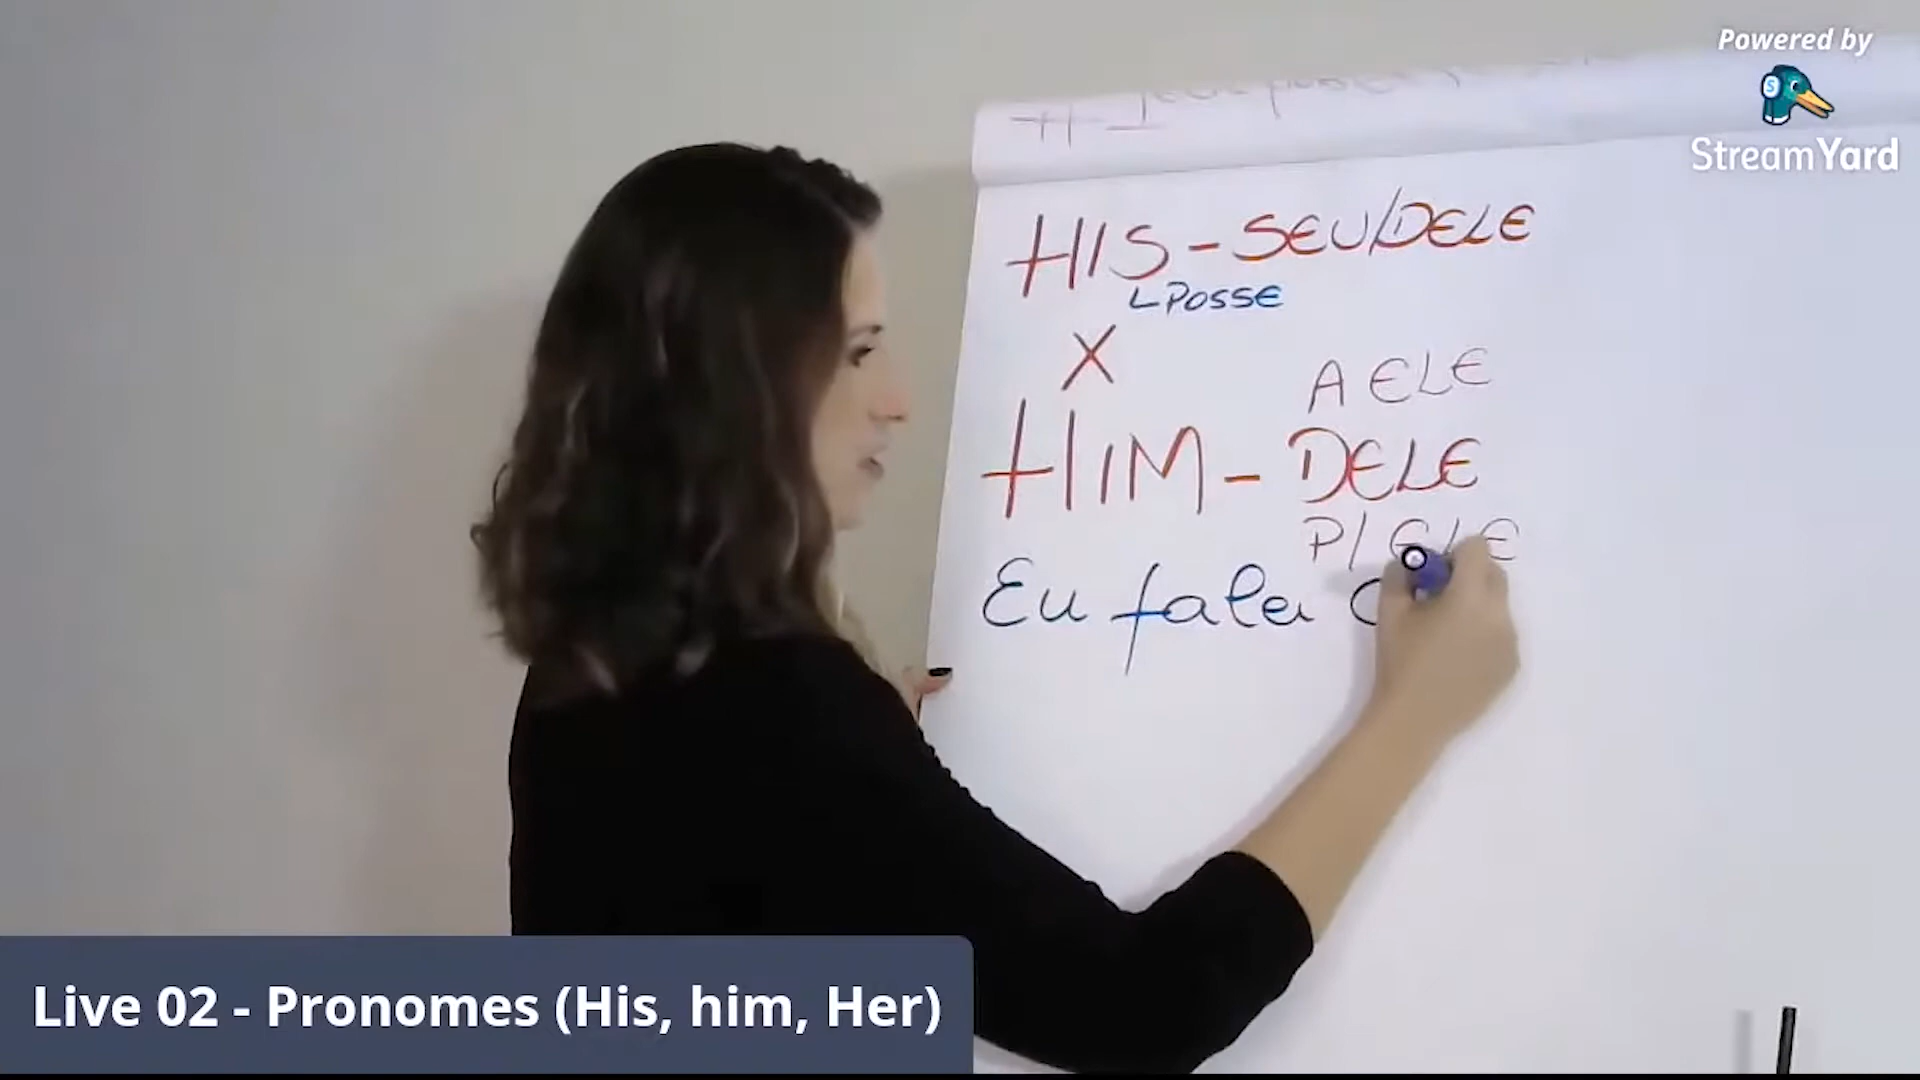 Powered by
StreamYard
HIS - SEU/DELE
POSSE
X
A ELE
HIM - DELE
P/ ELE
Eu falei
Live 02 - Pronomes (His, him, Her)